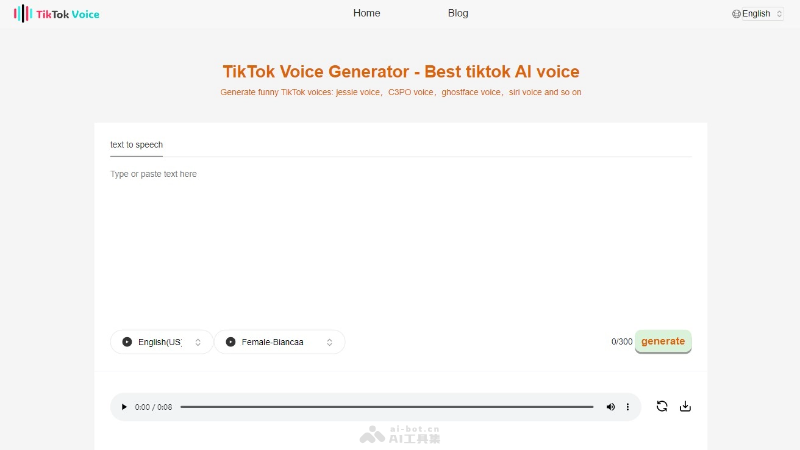 TikTok Voice
Home
Blog
English
TikTok Voice Generator - Best tiktok AI voice
Generate funny TikTok voices: jessie voice，C3PO voice，ghostface voice，siri voice and so on
text to speech
Type or paste text here
English(US)
Female-Biancaa
0/300
generate
0:00 / 0:08
ai-bot.cn
AI工具集